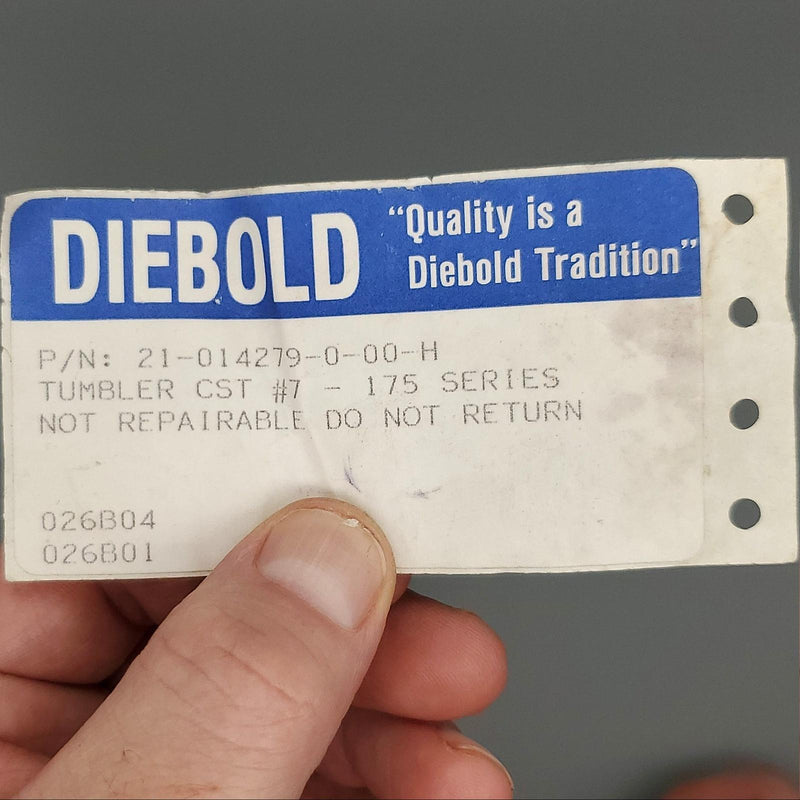 DIEBOLD
“Quality is a
Diebold Tradition”
P/N: 21-014279-0-00-H
TUMBLER CST #7 - 175 SERIES
NOT REPAIRABLE DO NOT RETURN
026B04
026B01